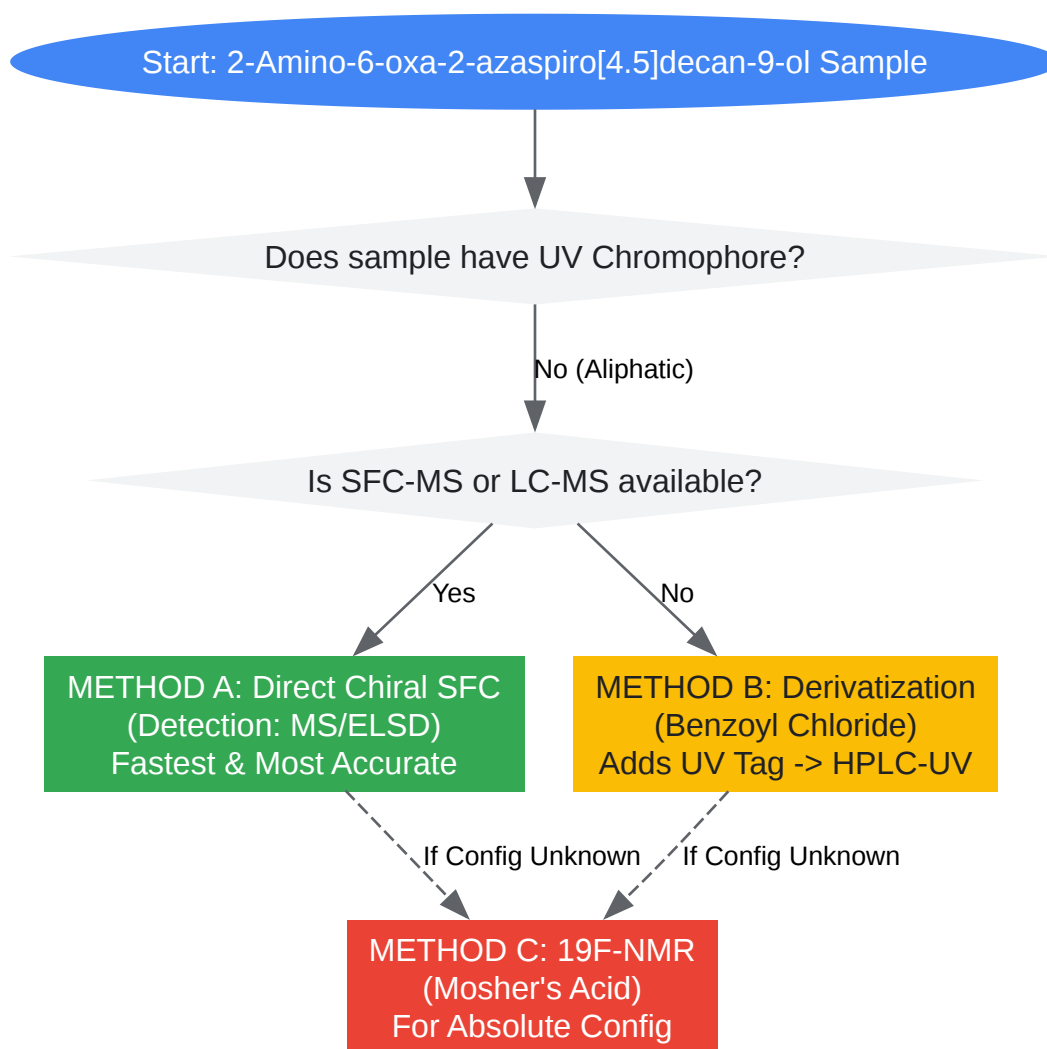 Start: 2-Amino-6-oxa-2-azaspiro[4.5]decan-9-ol Sample
Does sample have UV Chromophore?
No (Aliphatic)
Is SFC-MS or LC-MS available?
Yes
No
METHOD A: Direct Chiral SFC
(Detection: MS/ELSD)
Fastest & Most Accurate
METHOD B: Derivatization
(Benzoyl Chloride)
Adds UV Tag -> HPLC-UV
If Config Unknown
If Config Unknown
METHOD C: 19F-NMR
(Mosher's Acid)
For Absolute Config